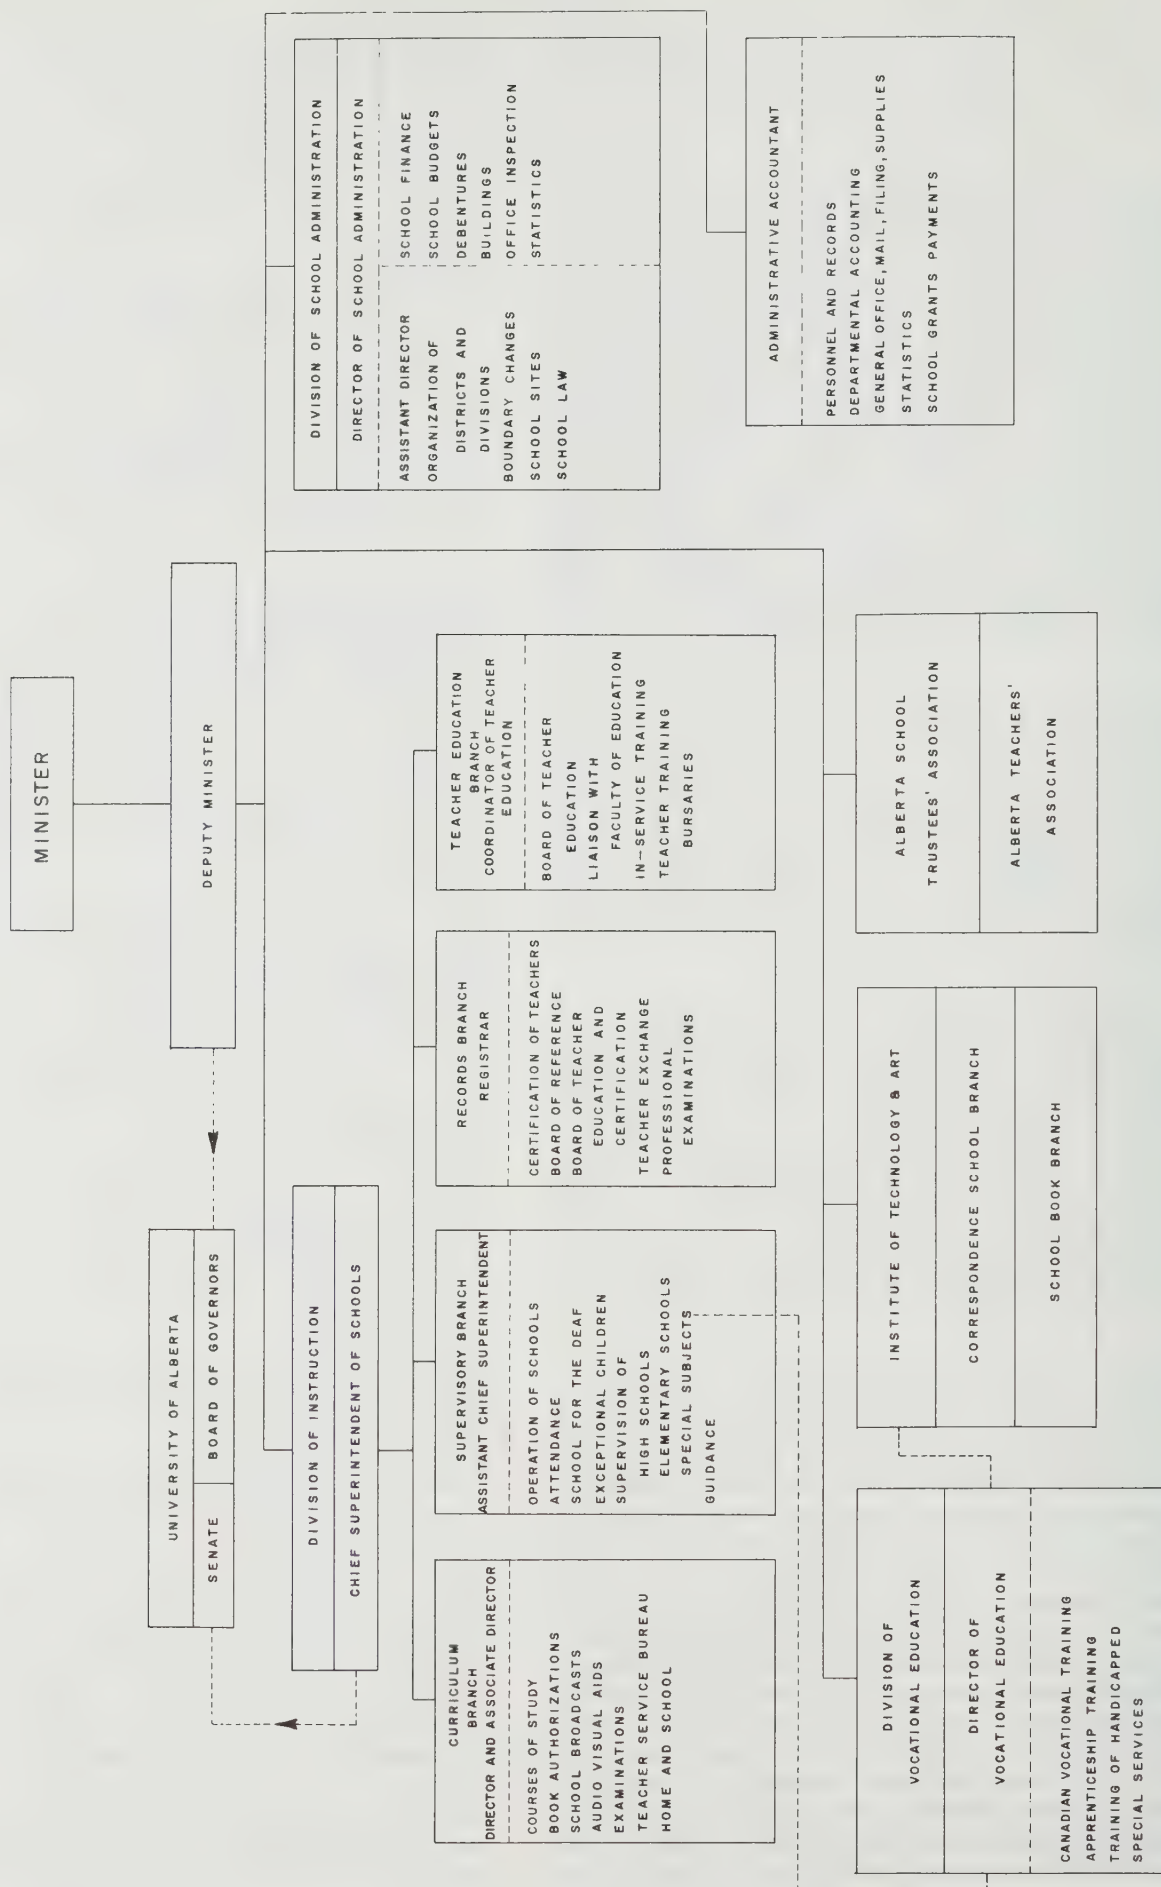 MINISTER
DEPUTY MINISTER
UNIVERSITY OF ALBERTA
SENATE
BOARD OF GOVERNORS
DIVISION OF INSTRUCTION
CHIEF SUPERINTENDENT OF SCHOOLS
DIVISION OF SCHOOL ADMINISTRATION
DIRECTOR OF SCHOOL ADMINISTRATION
ASSISTANT DIRECTOR
ORGANIZATION OF
DISTRICTS AND
DIVISIONS
BOUNDARY CHANGES
SCHOOL SITES
SCHOOL LAW
SCHOOL FINANCE
SCHOOL BUDGETS
DEBENTURES
BUILDINGS
OFFICE INSPECTION
STATISTICS
CURRICULUM
BRANCH
DIRECTOR AND ASSOCIATE DIRECTOR
COURSES OF STUDY
BOOK AUTHORIZATIONS
SCHOOL BROADCASTS
AUDIO VISUAL AIDS
EXAMINATIONS
TEACHER SERVICE BUREAU
HOME AND SCHOOL
SUPERVISORY BRANCH
ASSISTANT CHIEF SUPERINTENDENT
OPERATION OF SCHOOLS
ATTENDANCE
SCHOOL FOR THE DEAF
EXCEPTIONAL CHILDREN
SUPERVISION OF
HIGH SCHOOLS
ELEMENTARY SCHOOLS
SPECIAL SUBJECTS
GUIDANCE
RECORDS BRANCH
REGISTRAR
CERTIFICATION OF TEACHERS
BOARD OF REFERENCE
BOARD OF TEACHER
EDUCATION AND
CERTIFICATION
TEACHER EXCHANGE
PROFESSIONAL
EXAMINATIONS
TEACHER EDUCATION
BRANCH
COORDINATOR OF TEACHER
EDUCATION
BOARD OF TEACHER
EDUCATION
LIAISON WITH
FACULTY OF EDUCATION
IN-SERVICE TRAINING
TEACHER TRAINING
BURSARIES
ADMINISTRATIVE ACCOUNTANT
PERSONNEL AND RECORDS
DEPARTMENTAL ACCOUNTING
GENERAL OFFICE, MAIL, FILING, SUPPLIES
STATISTICS
SCHOOL GRANTS PAYMENTS
DIVISION OF
VOCATIONAL EDUCATION
DIRECTOR OF
VOCATIONAL EDUCATION
CANADIAN VOCATIONAL TRAINING
APPRENTICESHIP TRAINING
TRAINING OF HANDICAPPED
SPECIAL SERVICES
INSTITUTE OF TECHNOLOGY & ART
CORRESPONDENCE SCHOOL BRANCH
SCHOOL BOOK BRANCH
ALBERTA SCHOOL
TRUSTEES' ASSOCIATION
ALBERTA TEACHERS'
ASSOCIATION